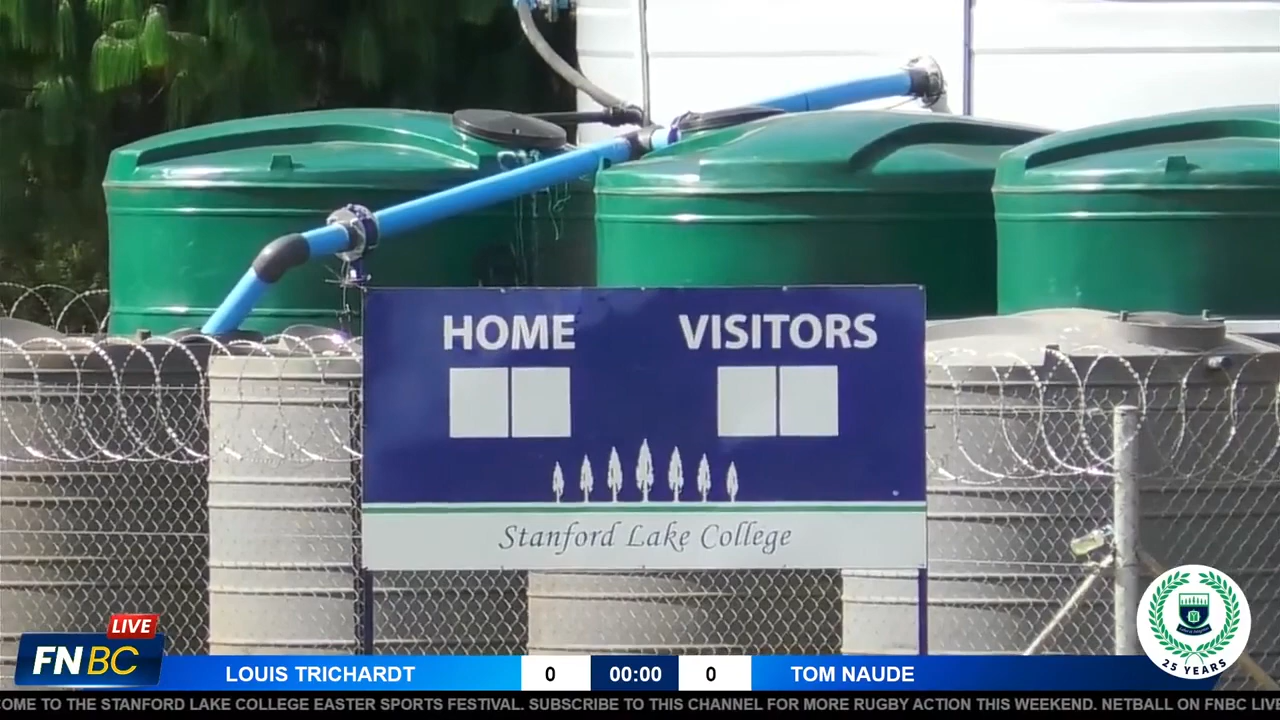 HOME VISITORS
Stanford Lake College
LIVE
FNBC
LOUIS TRICHARDT 0 00:00 0 TOM NAUDE
25 YEARS
OME TO THE STANFORD LAKE COLLEGE EASTER SPORTS FESTIVAL. SUBSCRIBE TO THIS CHANNEL FOR MORE RUGBY ACTION THIS WEEKEND. NETBALL ON FNBC LIV